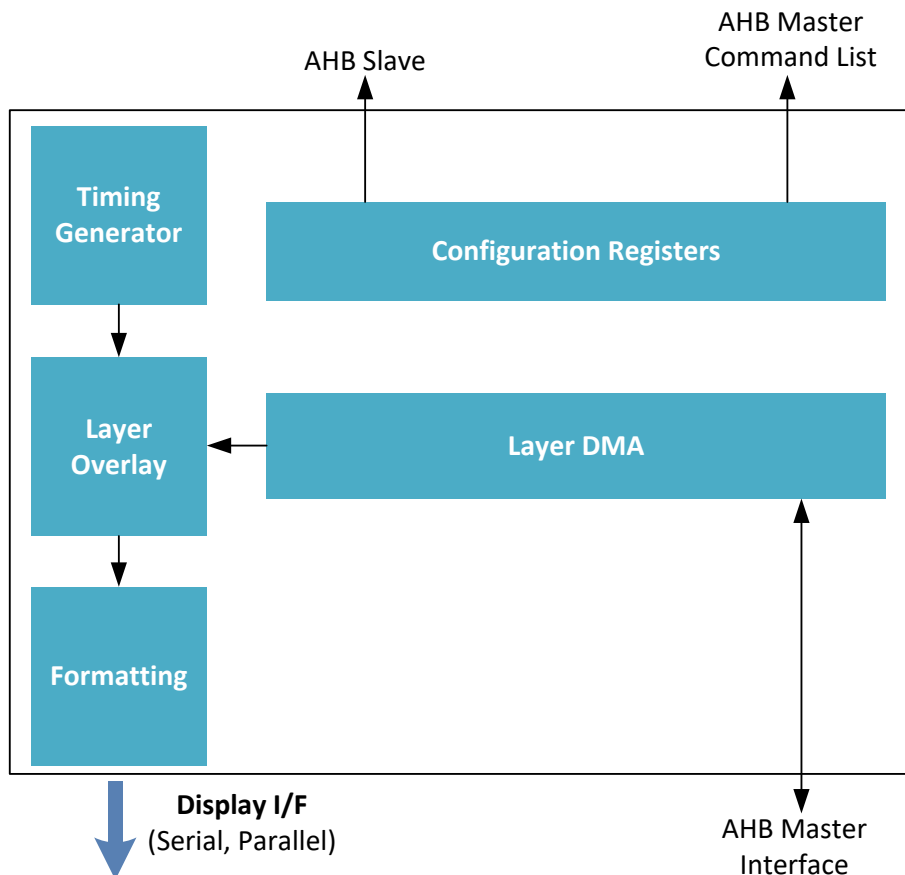 AHB Slave
AHB Master
Command List
Timing
Generator
Configuration Registers
Layer
Overlay
Layer DMA
Formatting
Display I/F
(Serial, Parallel)
AHB Master
Interface